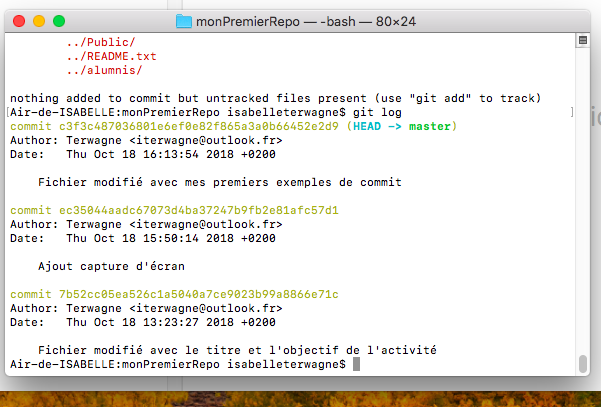 monPremierRepo — -bash — 80×24
../Public/
../README.txt
../alumnis/
nothing added to commit but untracked files present (use "git add" to track)
[Air-de-ISABELLE:monPremierRepo isabelleterwagne$ git log ]
commit c3f3c487036801e6ef0e82f865a3a0b66452e2d9 (HEAD -> master)
Author: Terwagne <iterwagne@outlook.fr>
Date:   Thu Oct 18 16:13:54 2018 +0200
Fichier modifié avec mes premiers exemples de commit
commit ec35044aadc67073d4ba37247b9fb2e81afc57d1
Author: Terwagne <iterwagne@outlook.fr>
Date:   Thu Oct 18 15:50:14 2018 +0200
Ajout capture d'écran
commit 7b52cc05ea526c1a5040a7ce9023b99a8866e71c
Author: Terwagne <iterwagne@outlook.fr>
Date:   Thu Oct 18 13:23:27 2018 +0200
Fichier modifié avec le titre et l'objectif de l'activité
Air-de-ISABELLE:monPremierRepo isabelleterwagne$